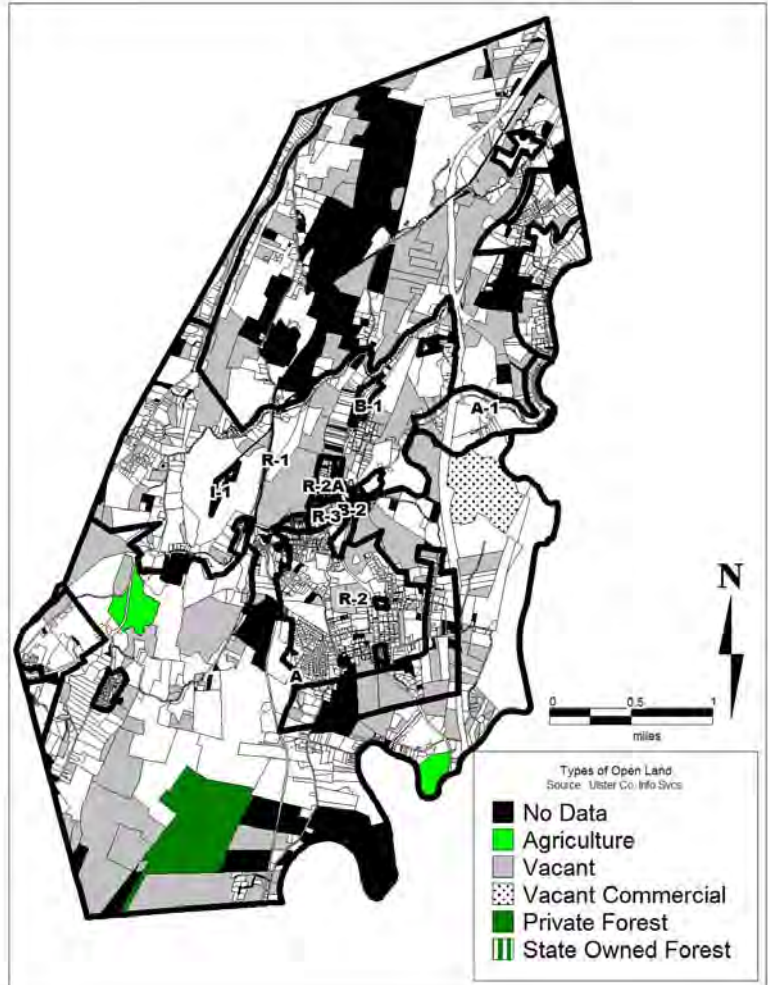 B-1
A-1
R-1
I-1
R-2A
B-2
R-3
R-2
A
N
0 0.5 1
miles
Types of Open Land
Source: Ulster Co. Info Svcs
No Data
Agriculture
Vacant
Vacant Commercial
Private Forest
State Owned Forest